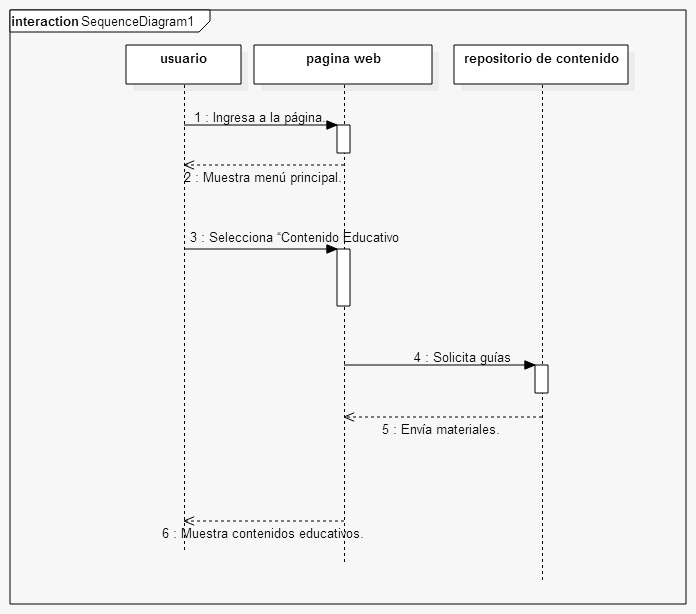 interaction SequenceDiagram1
usuario
pagina web
repositorio de contenido
1 : Ingresa a la página.
2 : Muestra menú principal.
3 : Selecciona “Contenido Educativo
4 : Solicita guías
5 : Envía materiales.
6 : Muestra contenidos educativos.